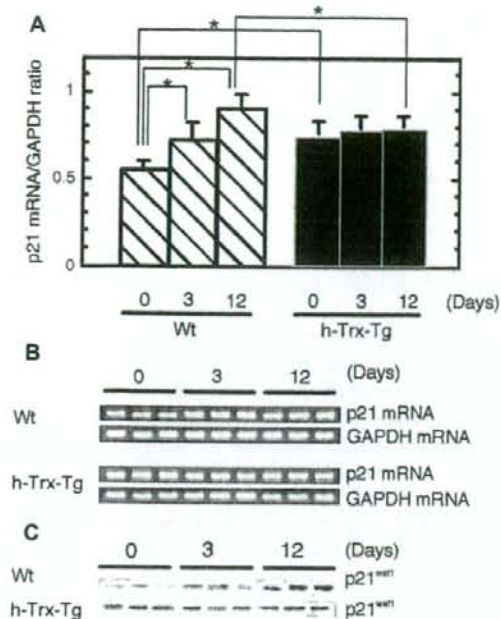 A
* *
*
*
p21 mRNA/GAPDH ratio
1
0.5
0
0 3 12 0 3 12 (Days)
Wt h-Trx-Tg
B
0 3 12 (Days)
Wt p21 mRNA
GAPDH mRNA
h-Trx-Tg p21 mRNA
GAPDH mRNA
C
0 3 12 (Days)
Wt p21
h-Trx-Tg p21